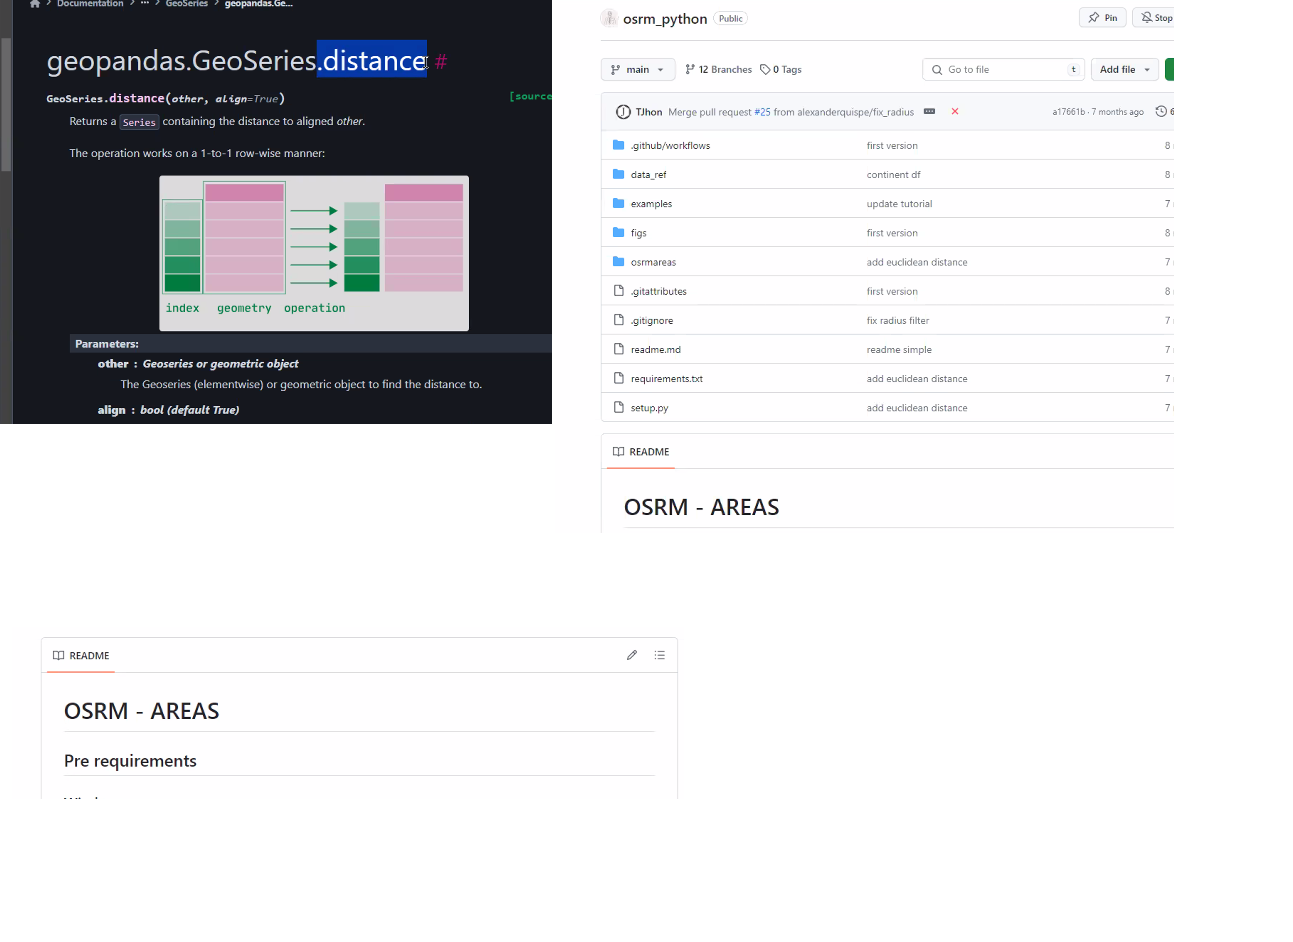 Documentation ··· GeoSeries geopandas.Ge...
geopandas.GeoSeries.distance #
GeoSeries.distance(other, align=True)
[source
Returns a Series containing the distance to aligned other.
The operation works on a 1-to-1 row-wise manner:
index geometry operation
Parameters:
other : Geoseries or geometric object
The Geoseries (elementwise) or geometric object to find the distance to.
align : bool (default True)
osrm_python Public
Pin
Stop
main
12 Branches
0 Tags
Go to file t
Add file
TJhon Merge pull request #25 from alexanderquispe/fix_radius
a17661b · 7 months ago
6
.github/workflows first version 8
data_ref continent df 8
examples update tutorial 7
figs first version 8
osrmareas add euclidean distance 7
.gitattributes first version 8
.gitignore fix radius filter 7
readme.md readme simple 7
requirements.txt add euclidean distance 7
setup.py add euclidean distance 7
README
OSRM - AREAS
README
OSRM - AREAS
Pre requirements